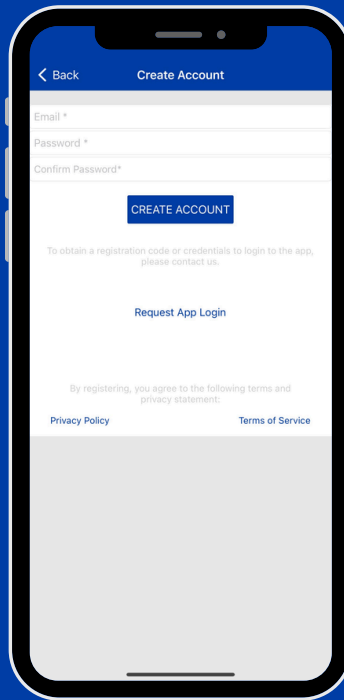 Back
Create Account
Email *
Password *
Confirm Password*
CREATE ACCOUNT
To obtain a registration code or credentials to login to the app,
please contact us.
Request App Login
By registering, you agree to the following terms and
privacy statement:
Privacy Policy
Terms of Service